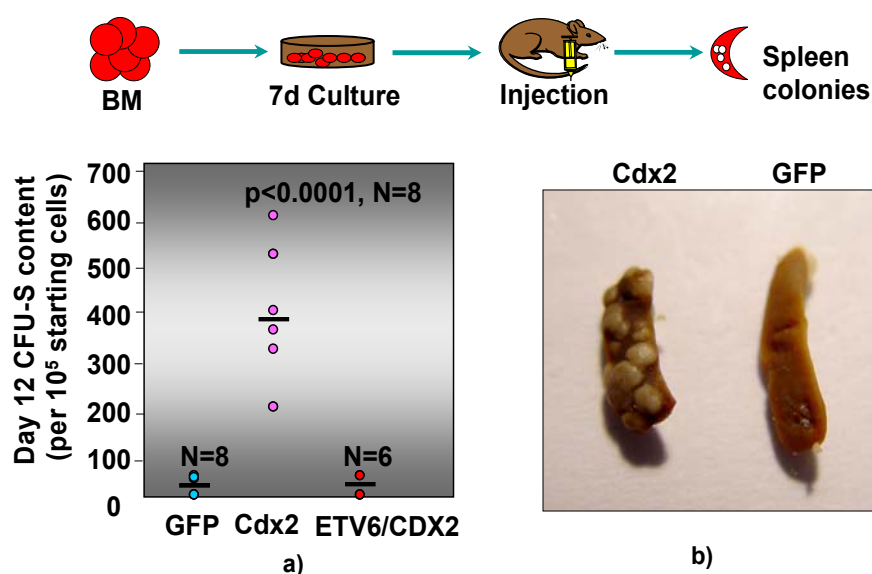 BM
7d Culture
Injection
Spleen
colonies
Day 12 CFU-S content
(per 10⁵ starting cells)
700
600
500
400
300
200
100
0
p<0.0001, N=8
N=8
N=6
GFP
Cdx2
ETV6/CDX2
a)
Cdx2
GFP
b)